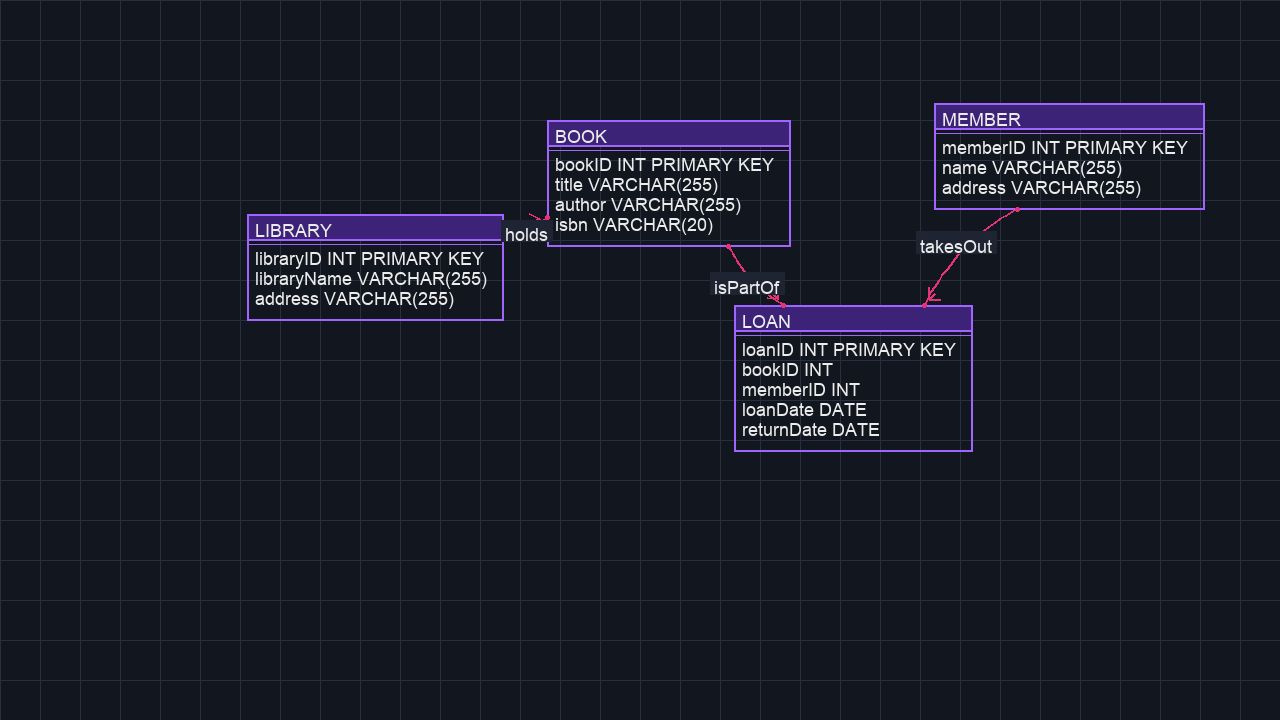 MEMBER
memberID INT PRIMARY KEY
name VARCHAR(255)
address VARCHAR(255)
BOOK
bookID INT PRIMARY KEY
title VARCHAR(255)
author VARCHAR(255)
isbn VARCHAR(20)
LIBRARY
libraryID INT PRIMARY KEY
libraryName VARCHAR(255)
address VARCHAR(255)
holds
takesOut
isPartOf
LOAN
loanID INT PRIMARY KEY
bookID INT
memberID INT
loanDate DATE
returnDate DATE